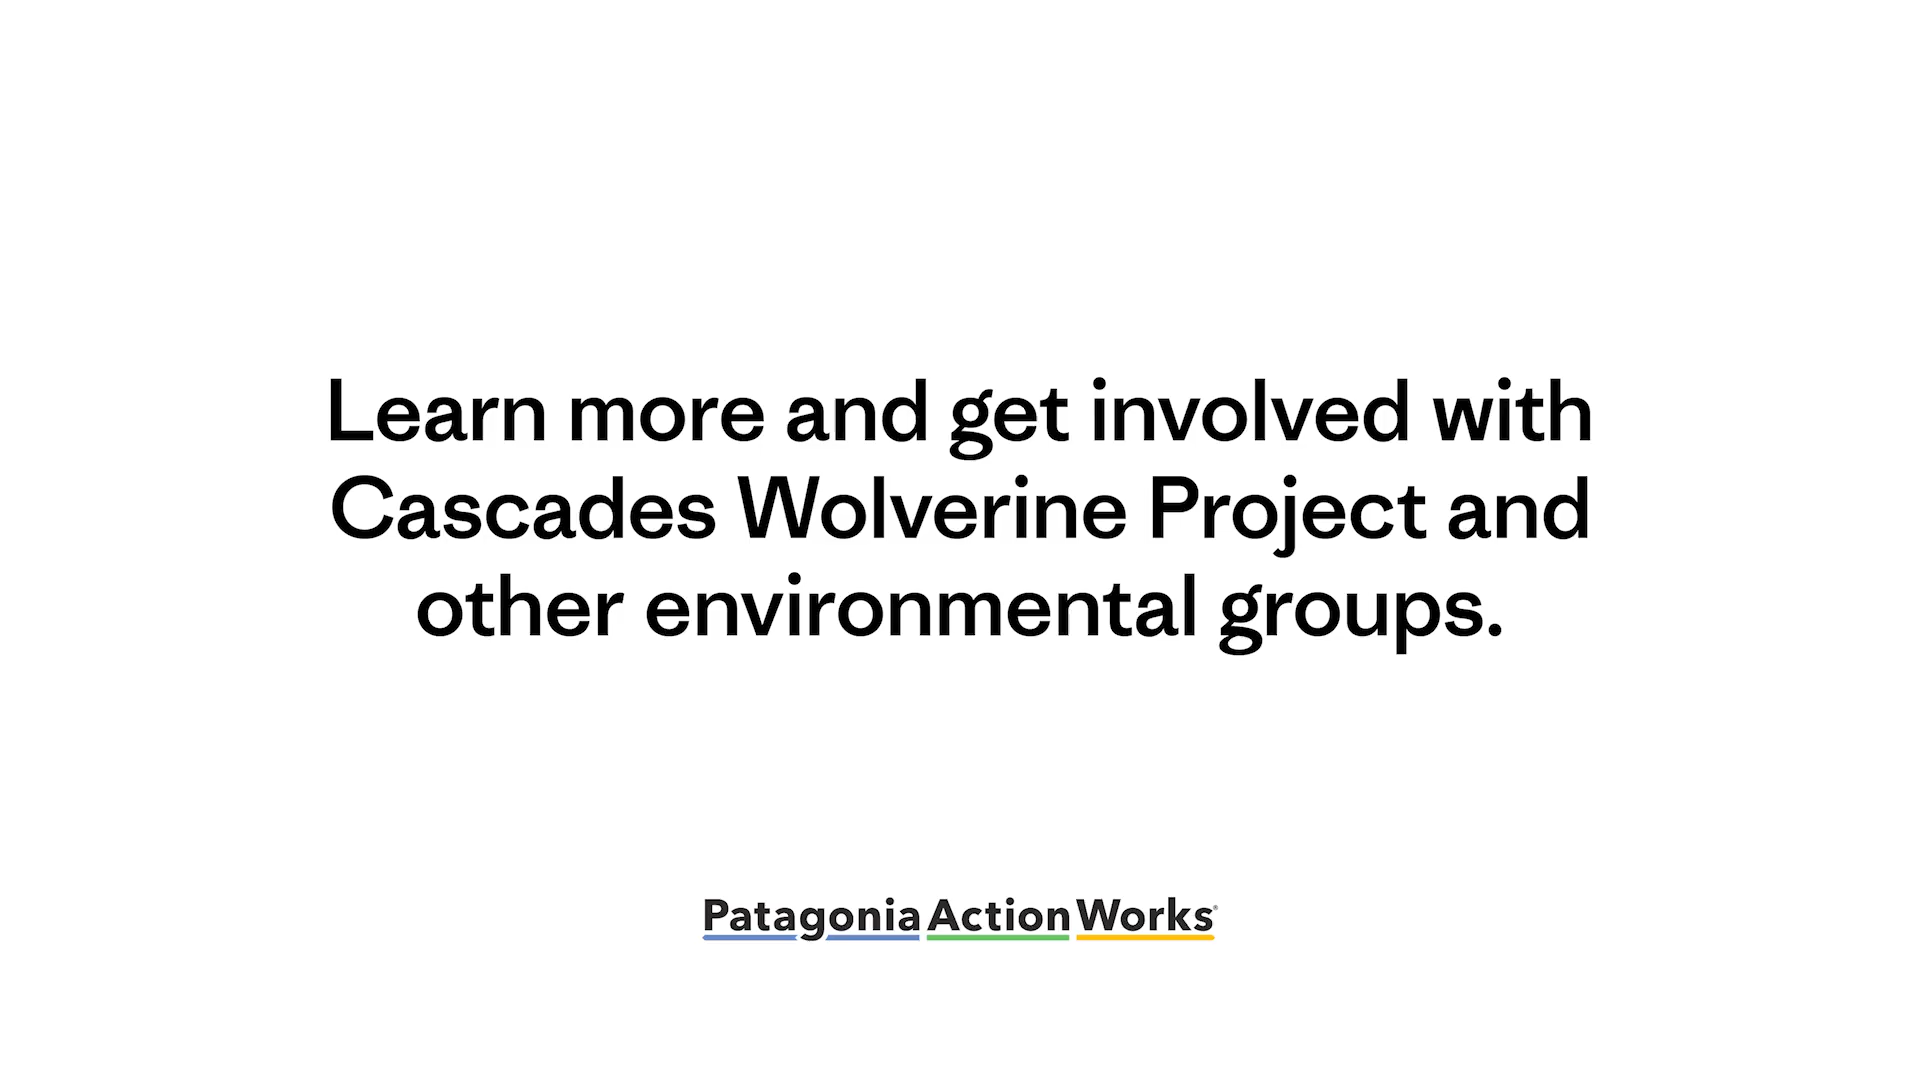 Learn more and get involved with
Cascades Wolverine Project and
other environmental groups.
Patagonia Action Works®